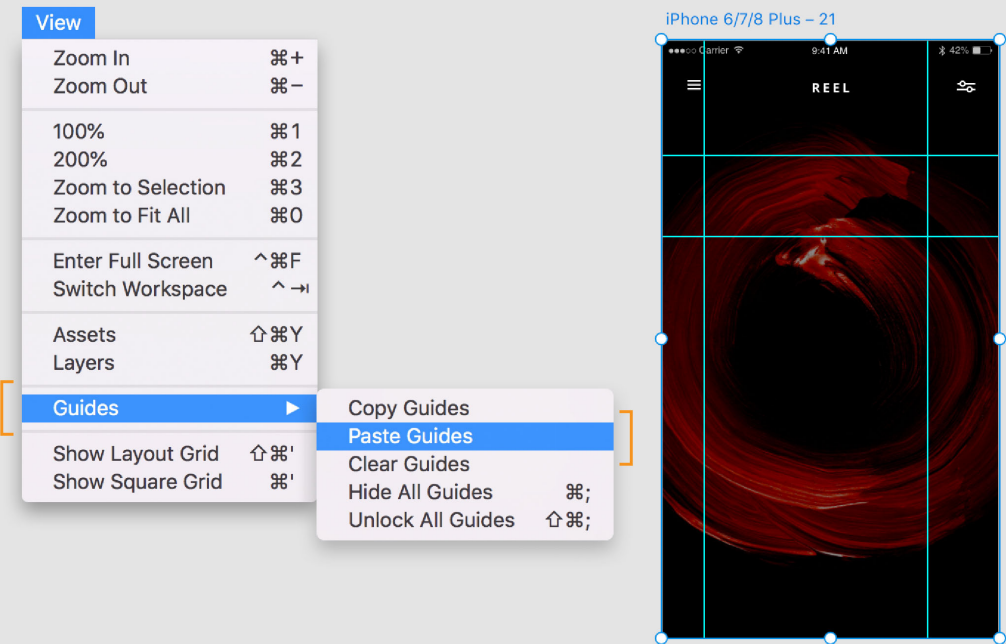 View
Zoom In ⌘+
Zoom Out ⌘−
100% ⌘1
200% ⌘2
Zoom to Selection ⌘3
Zoom to Fit All ⌘0
Enter Full Screen ^⌘F
Switch Workspace ^⇥
Assets ⇧⌘Y
Layers ⌘Y
Guides ▶
Show Layout Grid ⇧⌘'
Show Square Grid ⌘'
Copy Guides
Paste Guides
Clear Guides
Hide All Guides ⌘;
Unlock All Guides ⇧⌘;
iPhone 6/7/8 Plus – 21
Carrier 9:41 AM 42%
REEL